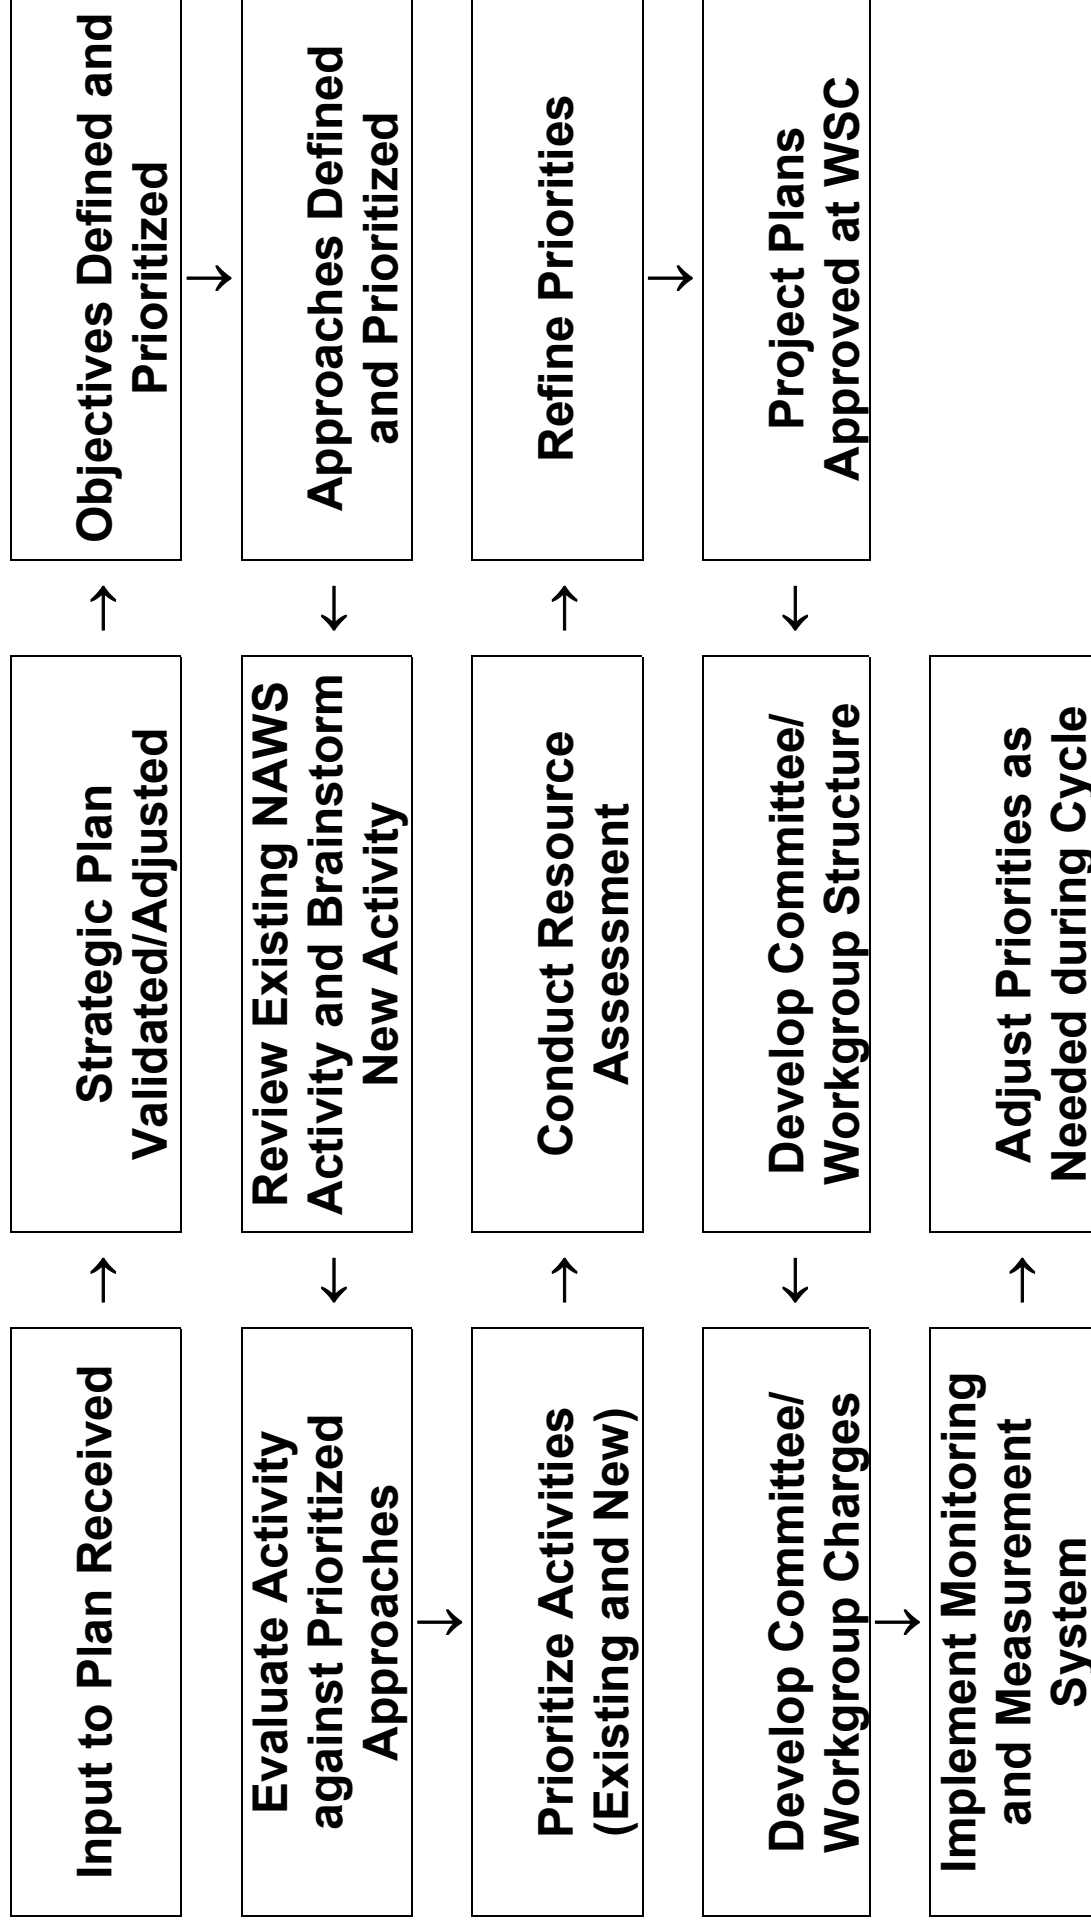 Input to Plan Received
Strategic Plan
Validated/Adjusted
Objectives Defined and
Prioritized
Evaluate Activity
against Prioritized
Approaches
Review Existing NAWS
Activity and Brainstorm
New Activity
Approaches Defined
and Prioritized
Prioritize Activities
(Existing and New)
Conduct Resource
Assessment
Refine Priorities
Develop Committee/
Workgroup Charges
Develop Committee/
Workgroup Structure
Project Plans
Approved at WSC
Implement Monitoring
and Measurement
System
Adjust Priorities as
Needed during Cycle